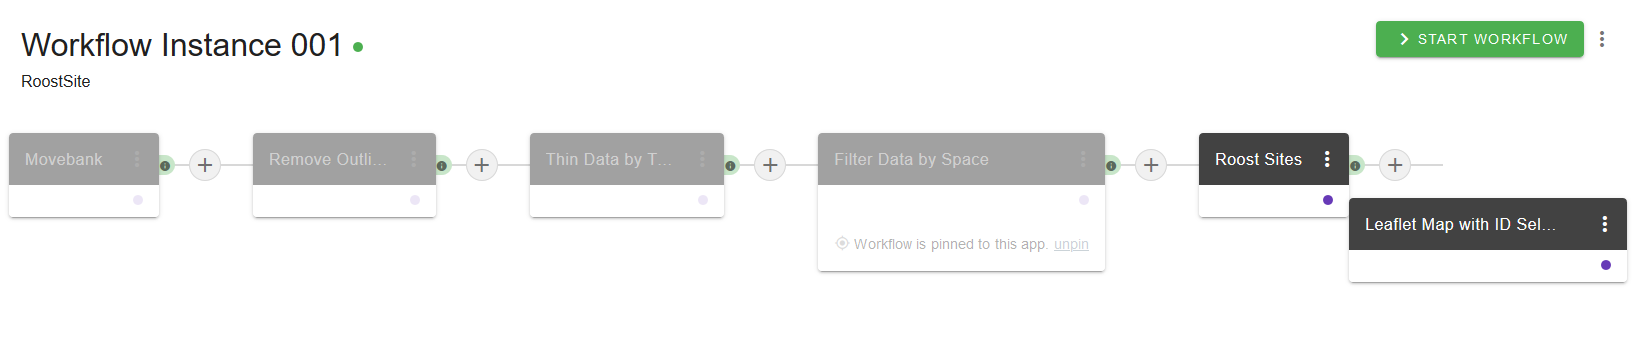 Workflow Instance 001
START WORKFLOW
RoostSite
Movebank
Remove Outli...
Thin Data by T...
Filter Data by Space
Roost Sites
Leaflet Map with ID Sel...
Workflow is pinned to this app. unpin